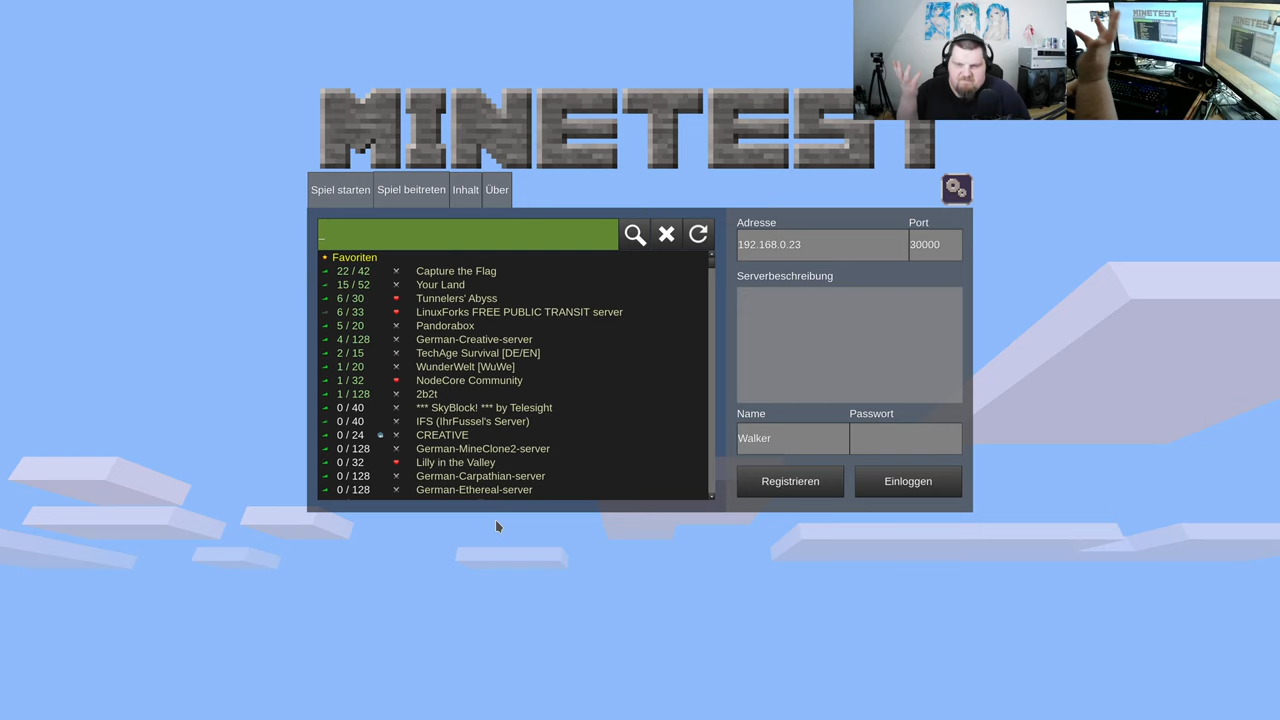 MINETEST
Spiel starten Spiel beitreten Inhalt Über
_
Favoriten
22 / 42 Capture the Flag
15 / 52 Your Land
6 / 30 Tunnelers' Abyss
6 / 33 LinuxForks FREE PUBLIC TRANSIT server
5 / 20 Pandorabox
4 / 128 German-Creative-server
2 / 15 TechAge Survival [DE/EN]
1 / 20 WunderWelt [WuWe]
1 / 32 NodeCore Community
1 / 128 2b2t
0 / 40 *** SkyBlock! *** by Telesight
0 / 40 IFS (IhrFussel's Server)
0 / 24 CREATIVE
0 / 128 German-MineClone2-server
0 / 32 Lilly in the Valley
0 / 128 German-Carpathian-server
0 / 128 German-Ethereal-server
Adresse Port
192.168.0.23 30000
Serverbeschreibung
Name Passwort
Walker
Registrieren Einloggen
MINETEST